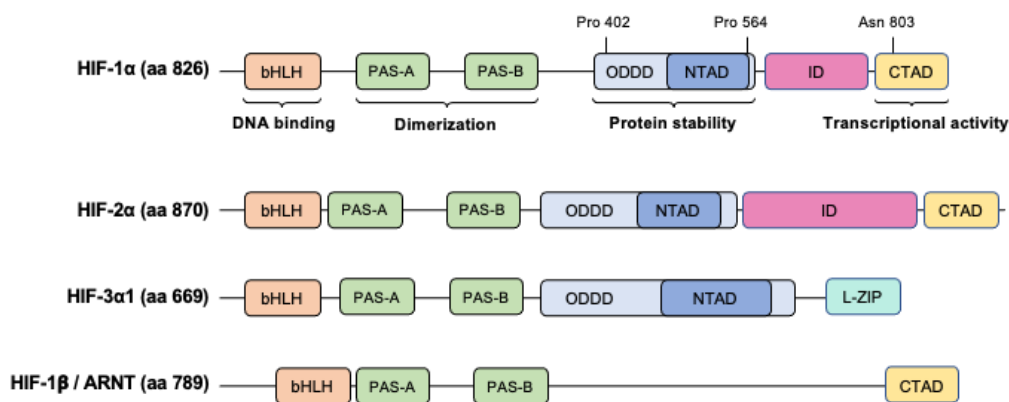 Pro 402 Pro 564 Asn 803
HIF-1α (aa 826) bHLH PAS-A PAS-B ODDD NTAD ID CTAD
DNA binding Dimerization Protein stability Transcriptional activity
HIF-2α (aa 870) bHLH PAS-A PAS-B ODDD NTAD ID CTAD
HIF-3α1 (aa 669) bHLH PAS-A PAS-B ODDD NTAD L-ZIP
HIF-1β / ARNT (aa 789) bHLH PAS-A PAS-B CTAD